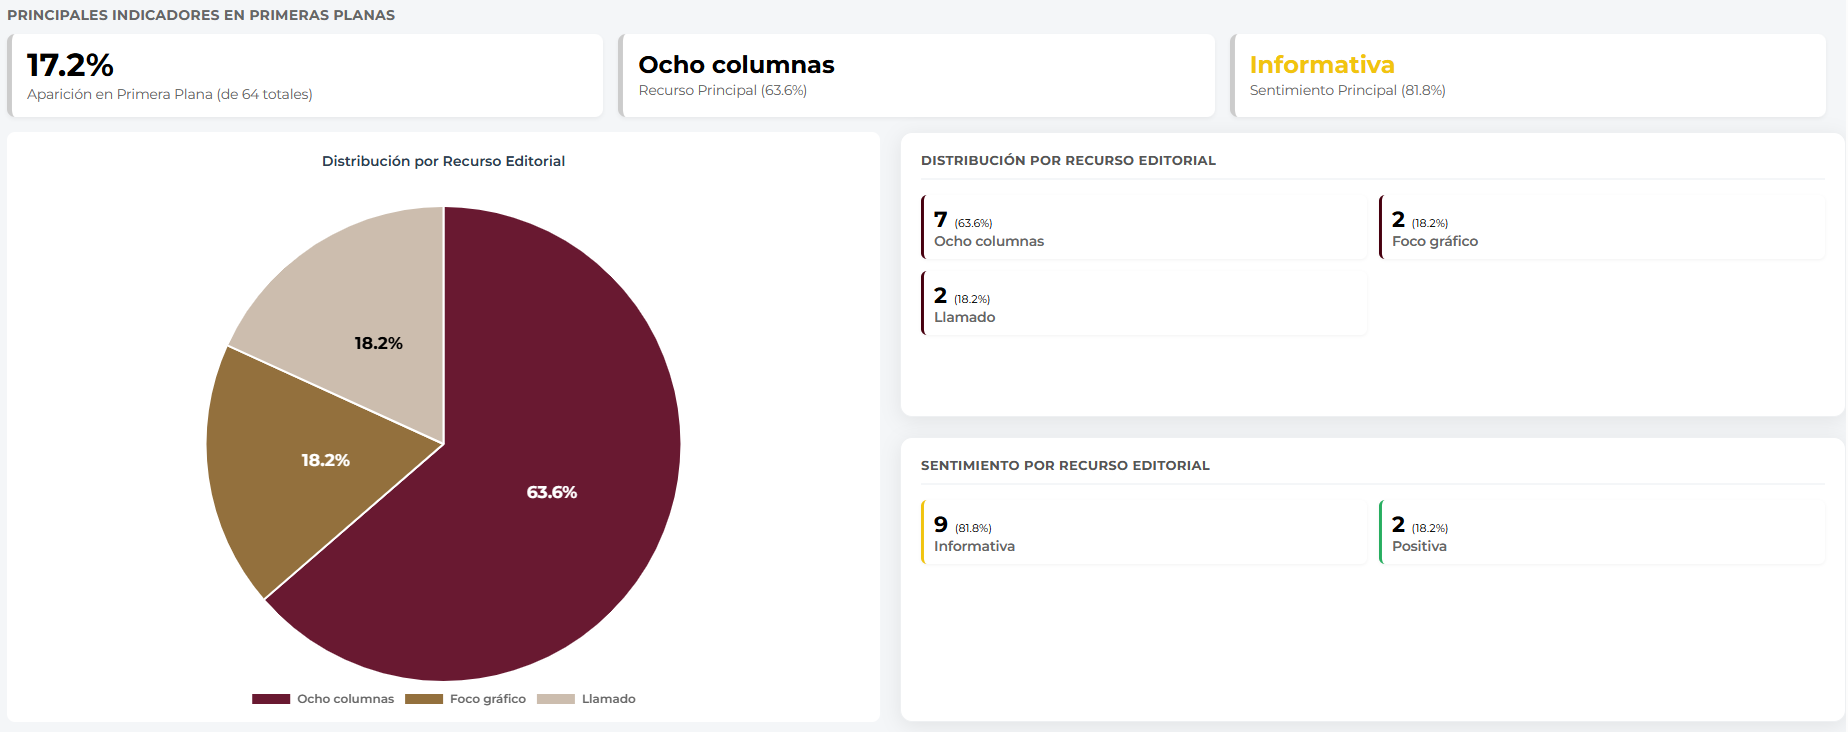 PRINCIPALES INDICADORES EN PRIMERAS PLANAS
17.2%
Aparición en Primera Plana (de 64 totales)
Ocho columnas
Recurso Principal (63.6%)
Informativa
Sentimiento Principal (81.8%)
Distribución por Recurso Editorial
18.2%
18.2%
63.6%
Ocho columnas Foco gráfico Llamado
DISTRIBUCIÓN POR RECURSO EDITORIAL
7 (63.6%)
Ocho columnas
2 (18.2%)
Foco gráfico
2 (18.2%)
Llamado
SENTIMIENTO POR RECURSO EDITORIAL
9 (81.8%)
Informativa
2 (18.2%)
Positiva